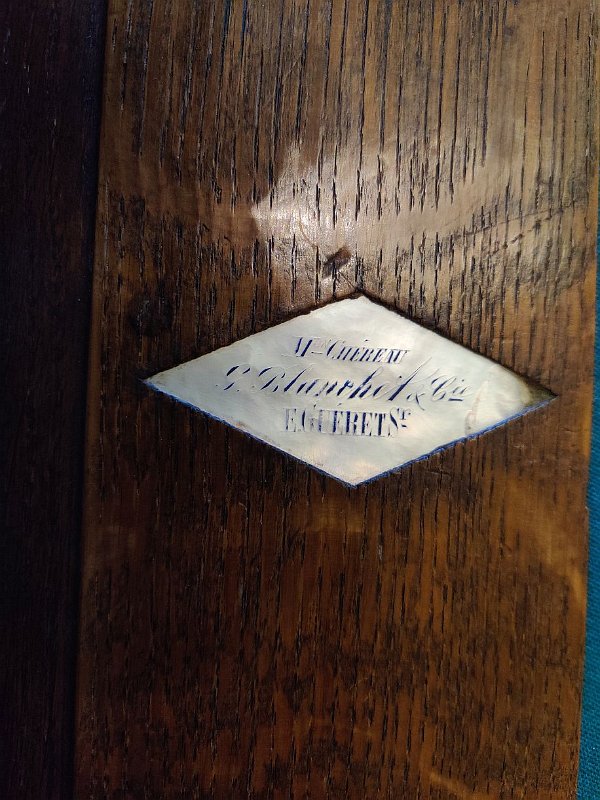 Mon CHÉREAU
P. Blanchet & Cie
E. GUÉRET Sr